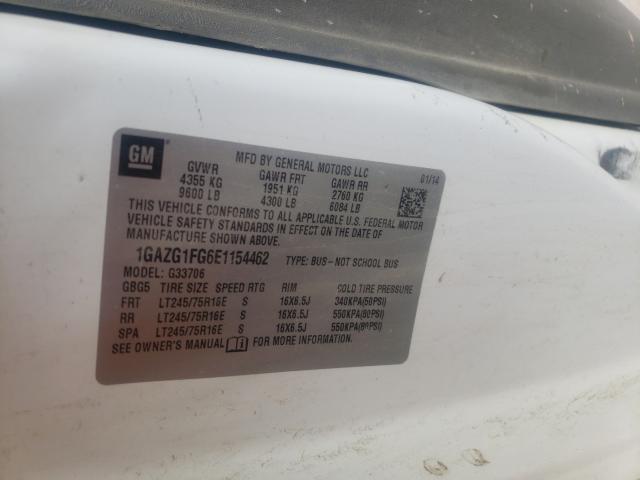 GM
MFD BY GENERAL MOTORS LLC
01/14
GVWR GAWR FRT GAWR RR
4355 KG 1951 KG 2760 KG
9600 LB 4300 LB 6084 LB
THIS VEHICLE CONFORMS TO ALL APPLICABLE U.S. FEDERAL MOTOR
VEHICLE SAFETY STANDARDS IN EFFECT ON THE DATE OF
MANUFACTURE SHOWN ABOVE.
1GAZG1FG6E1154462 TYPE: BUS-NOT SCHOOL BUS
MODEL: G33706
GBG5 TIRE SIZE SPEED RTG RIM COLD TIRE PRESSURE
FRT LT245/75R16E S 16X6.5J 340KPA(50PSI)
RR LT245/75R16E S 16X6.5J 550KPA(80PSI)
SPA LT245/75R16E S 16X6.5J 550KPA(80PSI)
SEE OWNER'S MANUAL i FOR MORE INFORMATION.